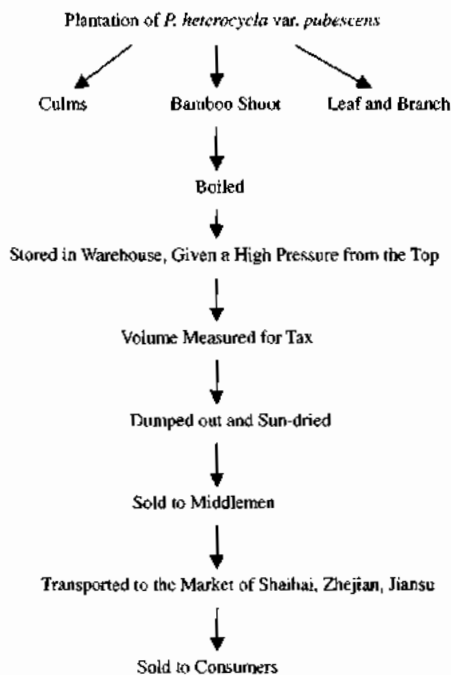 Plantation of P. heterocycla var. pubescens
Culms Bamboo Shoot Leaf and Branch
Boiled
Stored in Warehouse, Given a High Pressure from the Top
Volume Measured for Tax
Dumped out and Sun-dried
Sold to Middlemen
Transported to the Market of Shaihai, Zhejian, Jiansu
Sold to Consumers